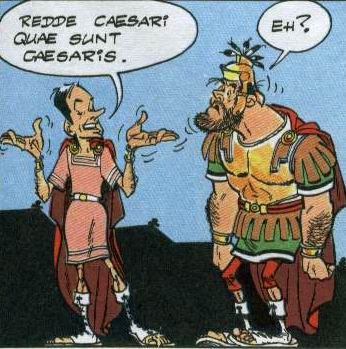 REDDE CAESARI
QUAE SUNT
CAESARIS.
EH?